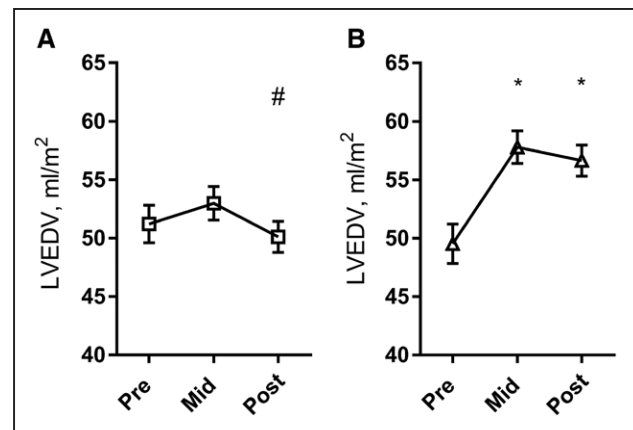 A
65
60
55
50
45
40
LVEDV, ml/m²
#
Pre
Mid
Post
B
65
60
55
50
45
40
LVEDV, ml/m²
* *
Pre
Mid
Post